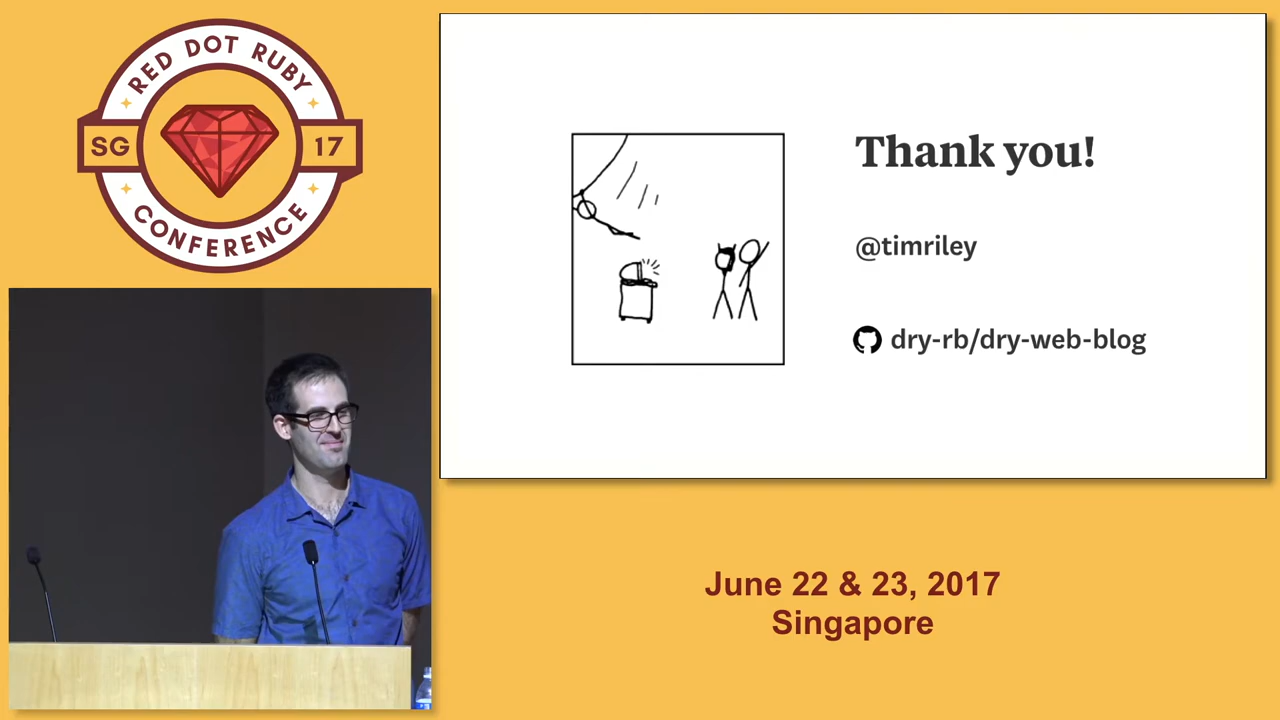 RED DOT RUBY
SG 17
CONFERENCE
Thank you!
@timriley
dry-rb/dry-web-blog
June 22 & 23, 2017
Singapore